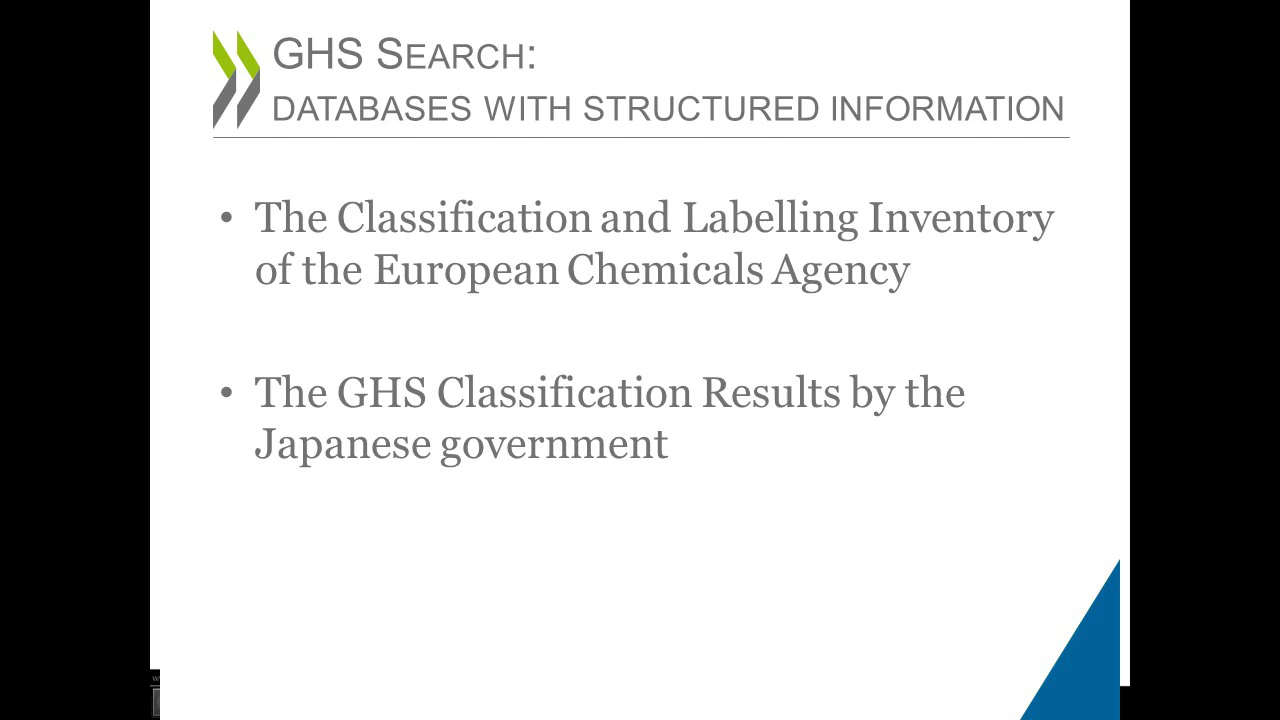 GHS SEARCH:
DATABASES WITH STRUCTURED INFORMATION
• The Classification and Labelling Inventory
of the European Chemicals Agency
• The GHS Classification Results by the
Japanese government